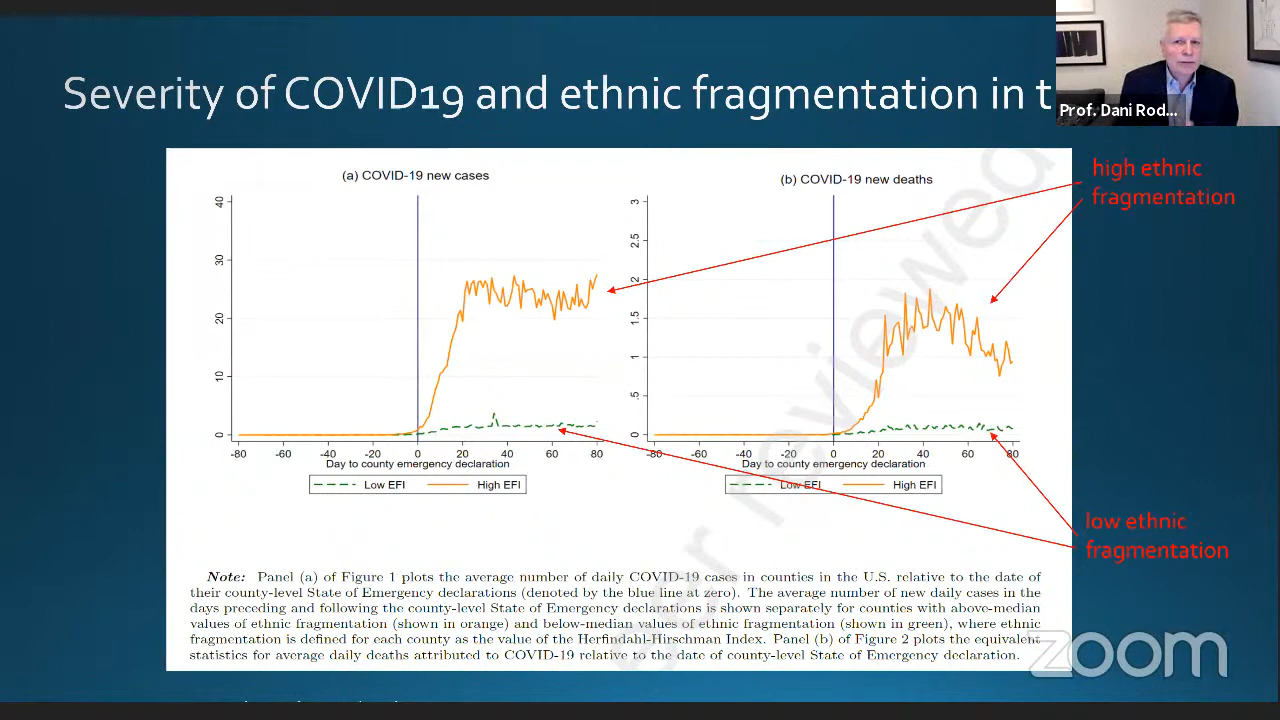 Severity of COVID19 and ethnic fragmentation in t
Prof. Dani Rod...
high ethnic
fragmentation
(a) COVID-19 new cases
40
30
20
10
0
-80 -60 -40 -20 0 20 40 60 80
Day to county emergency declaration
Low EFI High EFI
(b) COVID-19 new deaths
3
2.5
2
1.5
1
.5
0
-80 -60 -40 -20 0 20 40 60 80
Day to county emergency declaration
Low EFI High EFI
low ethnic
fragmentation
Note: Panel (a) of Figure 1 plots the average number of daily COVID-19 cases in counties in the U.S. relative to the date of
their county-level State of Emergency declarations (denoted by the blue line at zero). The average number of new daily cases in the
days preceding and following the county-level State of Emergency declarations is shown separately for counties with above-median
values of ethnic fragmentation (shown in orange) and below-median values of ethnic fragmentation (shown in green), where ethnic
fragmentation is defined for each county as the value of the Herfindahl-Hirschman Index. Panel (b) of Figure 2 plots the equivalent
statistics for average daily deaths attributed to COVID-19 relative to the date of county-level State of Emergency declaration.
er reviewed
zoom